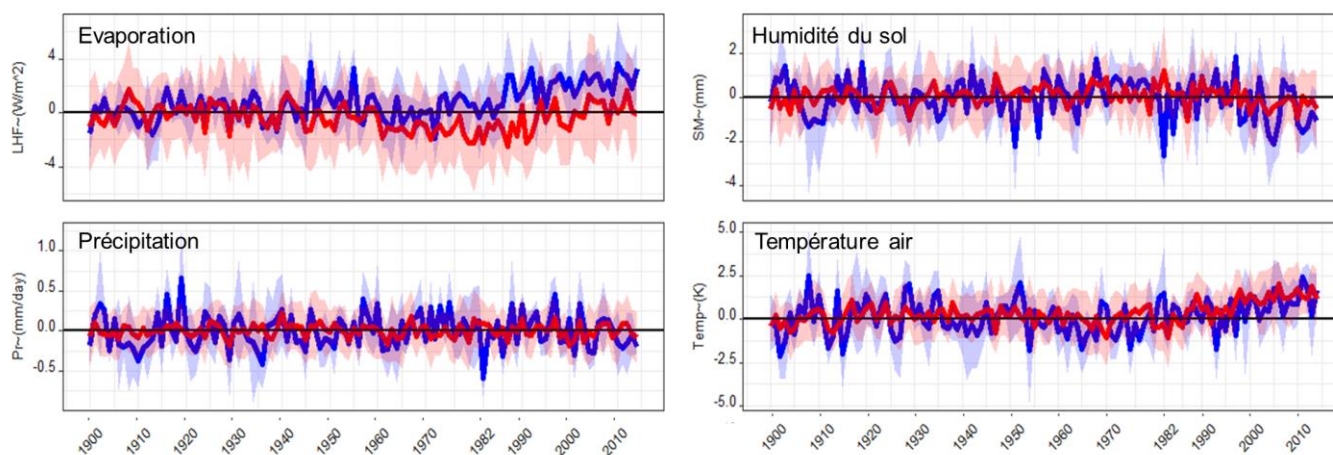 Evaporation
LHF~(W/m^2)
4
0
-4
Humidité du sol
SM~(mm)
2
0
-2
-4
Précipitation
Pr~(mm/day)
1.0
0.5
0.0
-0.5
1900 1910 1920 1930 1940 1950 1960 1970 1982 1990 2000 2010
Température air
Temp~(K)
5.0
2.5
0.0
-2.5
-5.0
1900 1910 1920 1930 1940 1950 1960 1970 1982 1990 2000 2010